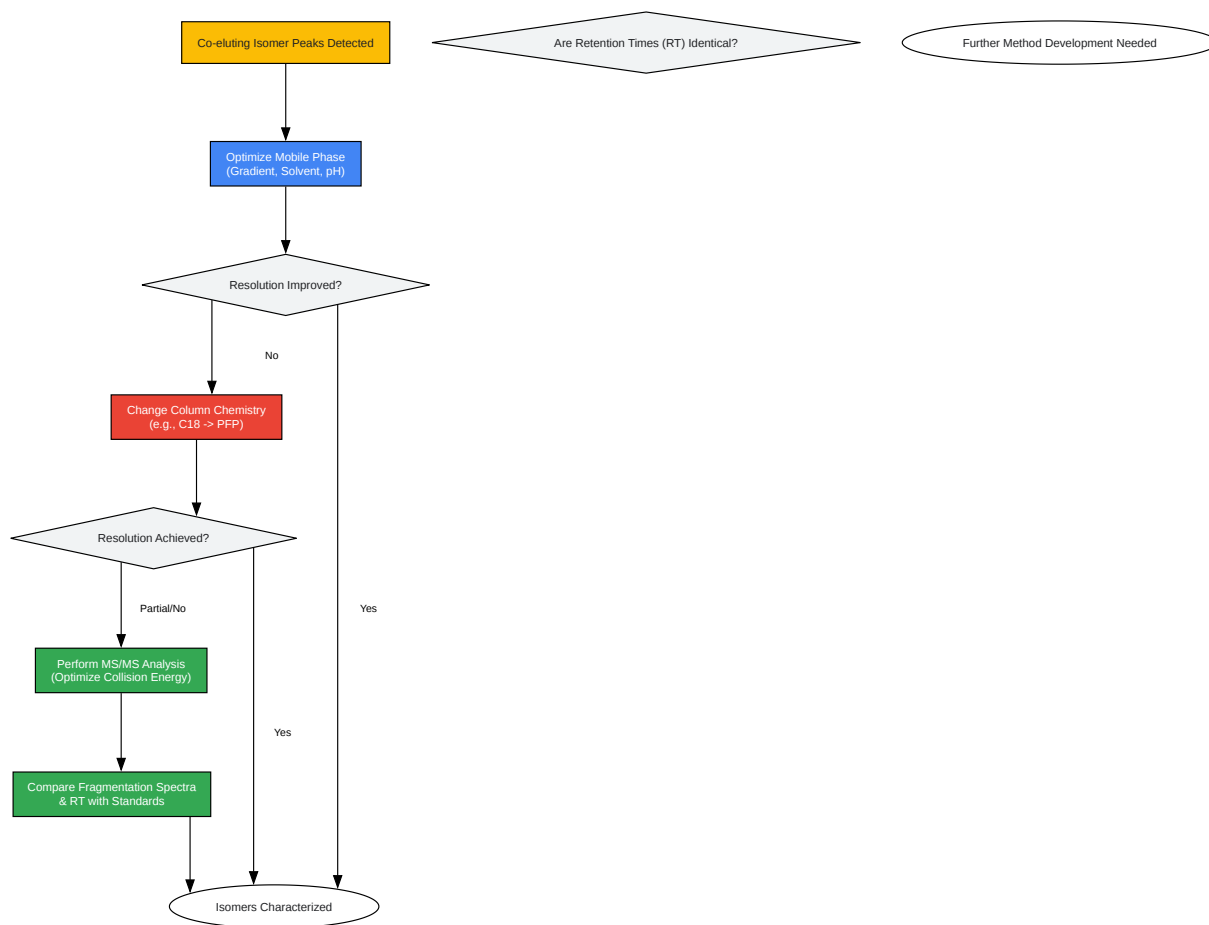 Co-eluting Isomer Peaks Detected
Are Retention Times (RT) Identical?
Further Method Development Needed
Optimize Mobile Phase
(Gradient, Solvent, pH)
Resolution Improved?
No
Change Column Chemistry
(e.g., C18 -> PFP)
Resolution Achieved?
Partial/No
Yes
Perform MS/MS Analysis
(Optimize Collision Energy)
Yes
Compare Fragmentation Spectra
& RT with Standards
Isomers Characterized